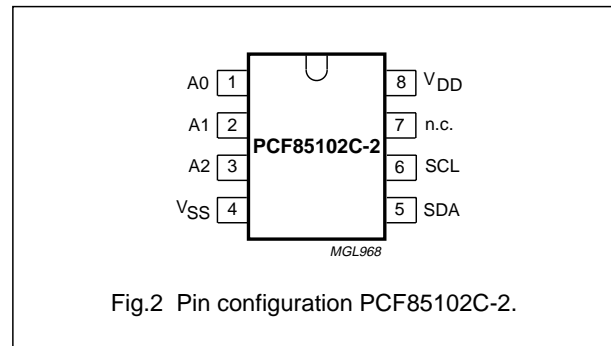 A0 1 8 VDD
A1 2 7 n.c.
PCF85102C-2
A2 3 6 SCL
VSS 4 5 SDA
MGL968
Fig.2 Pin configuration PCF85102C-2.